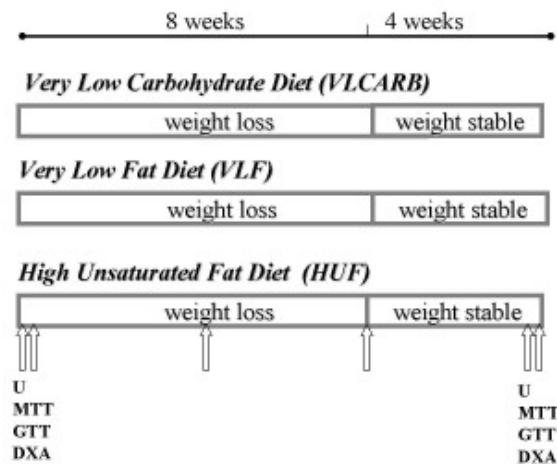 8 weeks 4 weeks
Very Low Carbohydrate Diet (VLCARB)
weight loss weight stable
Very Low Fat Diet (VLF)
weight loss weight stable
High Unsaturated Fat Diet (HUF)
weight loss weight stable
U U
MTT MTT
GTT GTT
DXA DXA